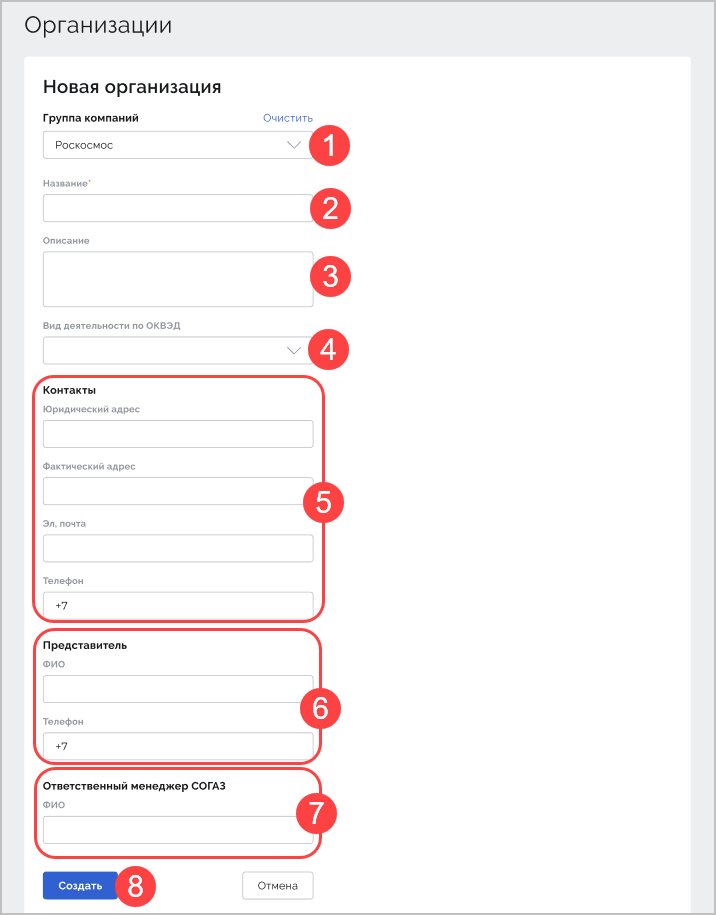 Организации
Новая организация
Группа компаний Очистить
Роскосмос 1
Название*
2
Описание
3
Вид деятельности по ОКВЭД
4
Контакты
Юридический адрес
Фактический адрес
5
Эл, почта
Телефон
+7
Представитель
ФИО
6
Телефон
+7
Ответственный менеджер СОГАЗ
ФИО
7
Создать 8 Отмена